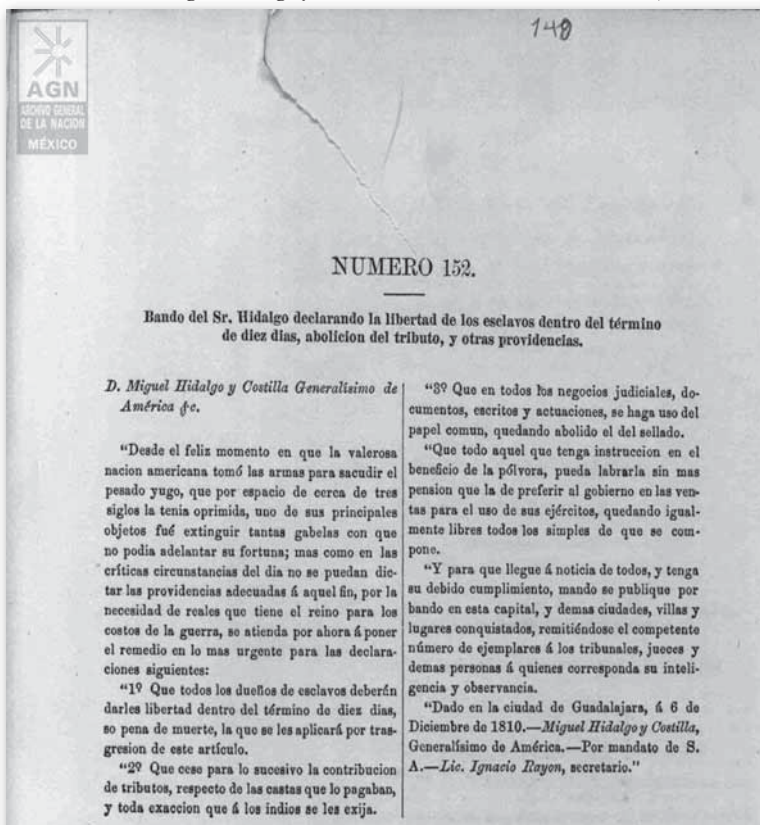 140
AGN
ARCHIVO GENERAL
DE LA NACIÓN
MÉXICO
NUMERO 152.
Bando del Sr. Hidalgo declarando la libertad de los esclavos dentro del término
de diez dias, abolicion del tributo, y otras providencias.
D. Miguel Hidalgo y Costilla Generalísimo de
América &c.
"Desde el feliz momento en que la valerosa
nacion americana tomó las armas para sacudir el
pesado yugo, que por espacio de cerca de tres
siglos la tenia oprimida, uno de sus principales
objetos fué extinguir tantas gabelas con que
no podia adelantar su fortuna; mas como en las
críticas circunstancias del dia no se puedan dic-
tar las providencias adecuadas á aquel fin, por la
necesidad de reales que tiene el reino para los
costos de la guerra, se atienda por ahora á poner
el remedio en lo mas urgente para las declara-
ciones siguientes:
"1º Que todos los dueños de esclavos deberán
darles libertad dentro del término de diez dias,
so pena de muerte, la que se les aplicará por tras-
gresion de este artículo.
"2º Que cese para lo sucesivo la contribucion
de tributos, respecto de las castas que lo pagaban,
y toda exaccion que á los indios se les exija.
"3º Que en todos los negocios judiciales, do-
cumentos, escritos y actuaciones, se haga uso del
papel comun, quedando abolido el del sellado.
"Que todo aquel que tenga instruccion en el
beneficio de la pólvora, pueda labrarla sin mas
pension que la de preferir al gobierno en las ven-
tas para el uso de sus ejércitos, quedando igual-
mente libres todos los simples de que se com-
pone.
"Y para que llegue á noticia de todos, y tenga
su debido cumplimiento, mando se publique por
bando en esta capital, y demas ciudades, villas y
lugares conquistados, remitiéndose el competente
número de ejemplares á los tribunales, jueces y
demas personas á quienes corresponda su inteli-
gencia y observancia.
"Dado en la ciudad de Guadalajara, á 6 de
Diciembre de 1810.—Miguel Hidalgo y Costilla,
Generalísimo de América.—Por mandato de S.
A.—Lic. Ignacio Rayon, secretario."